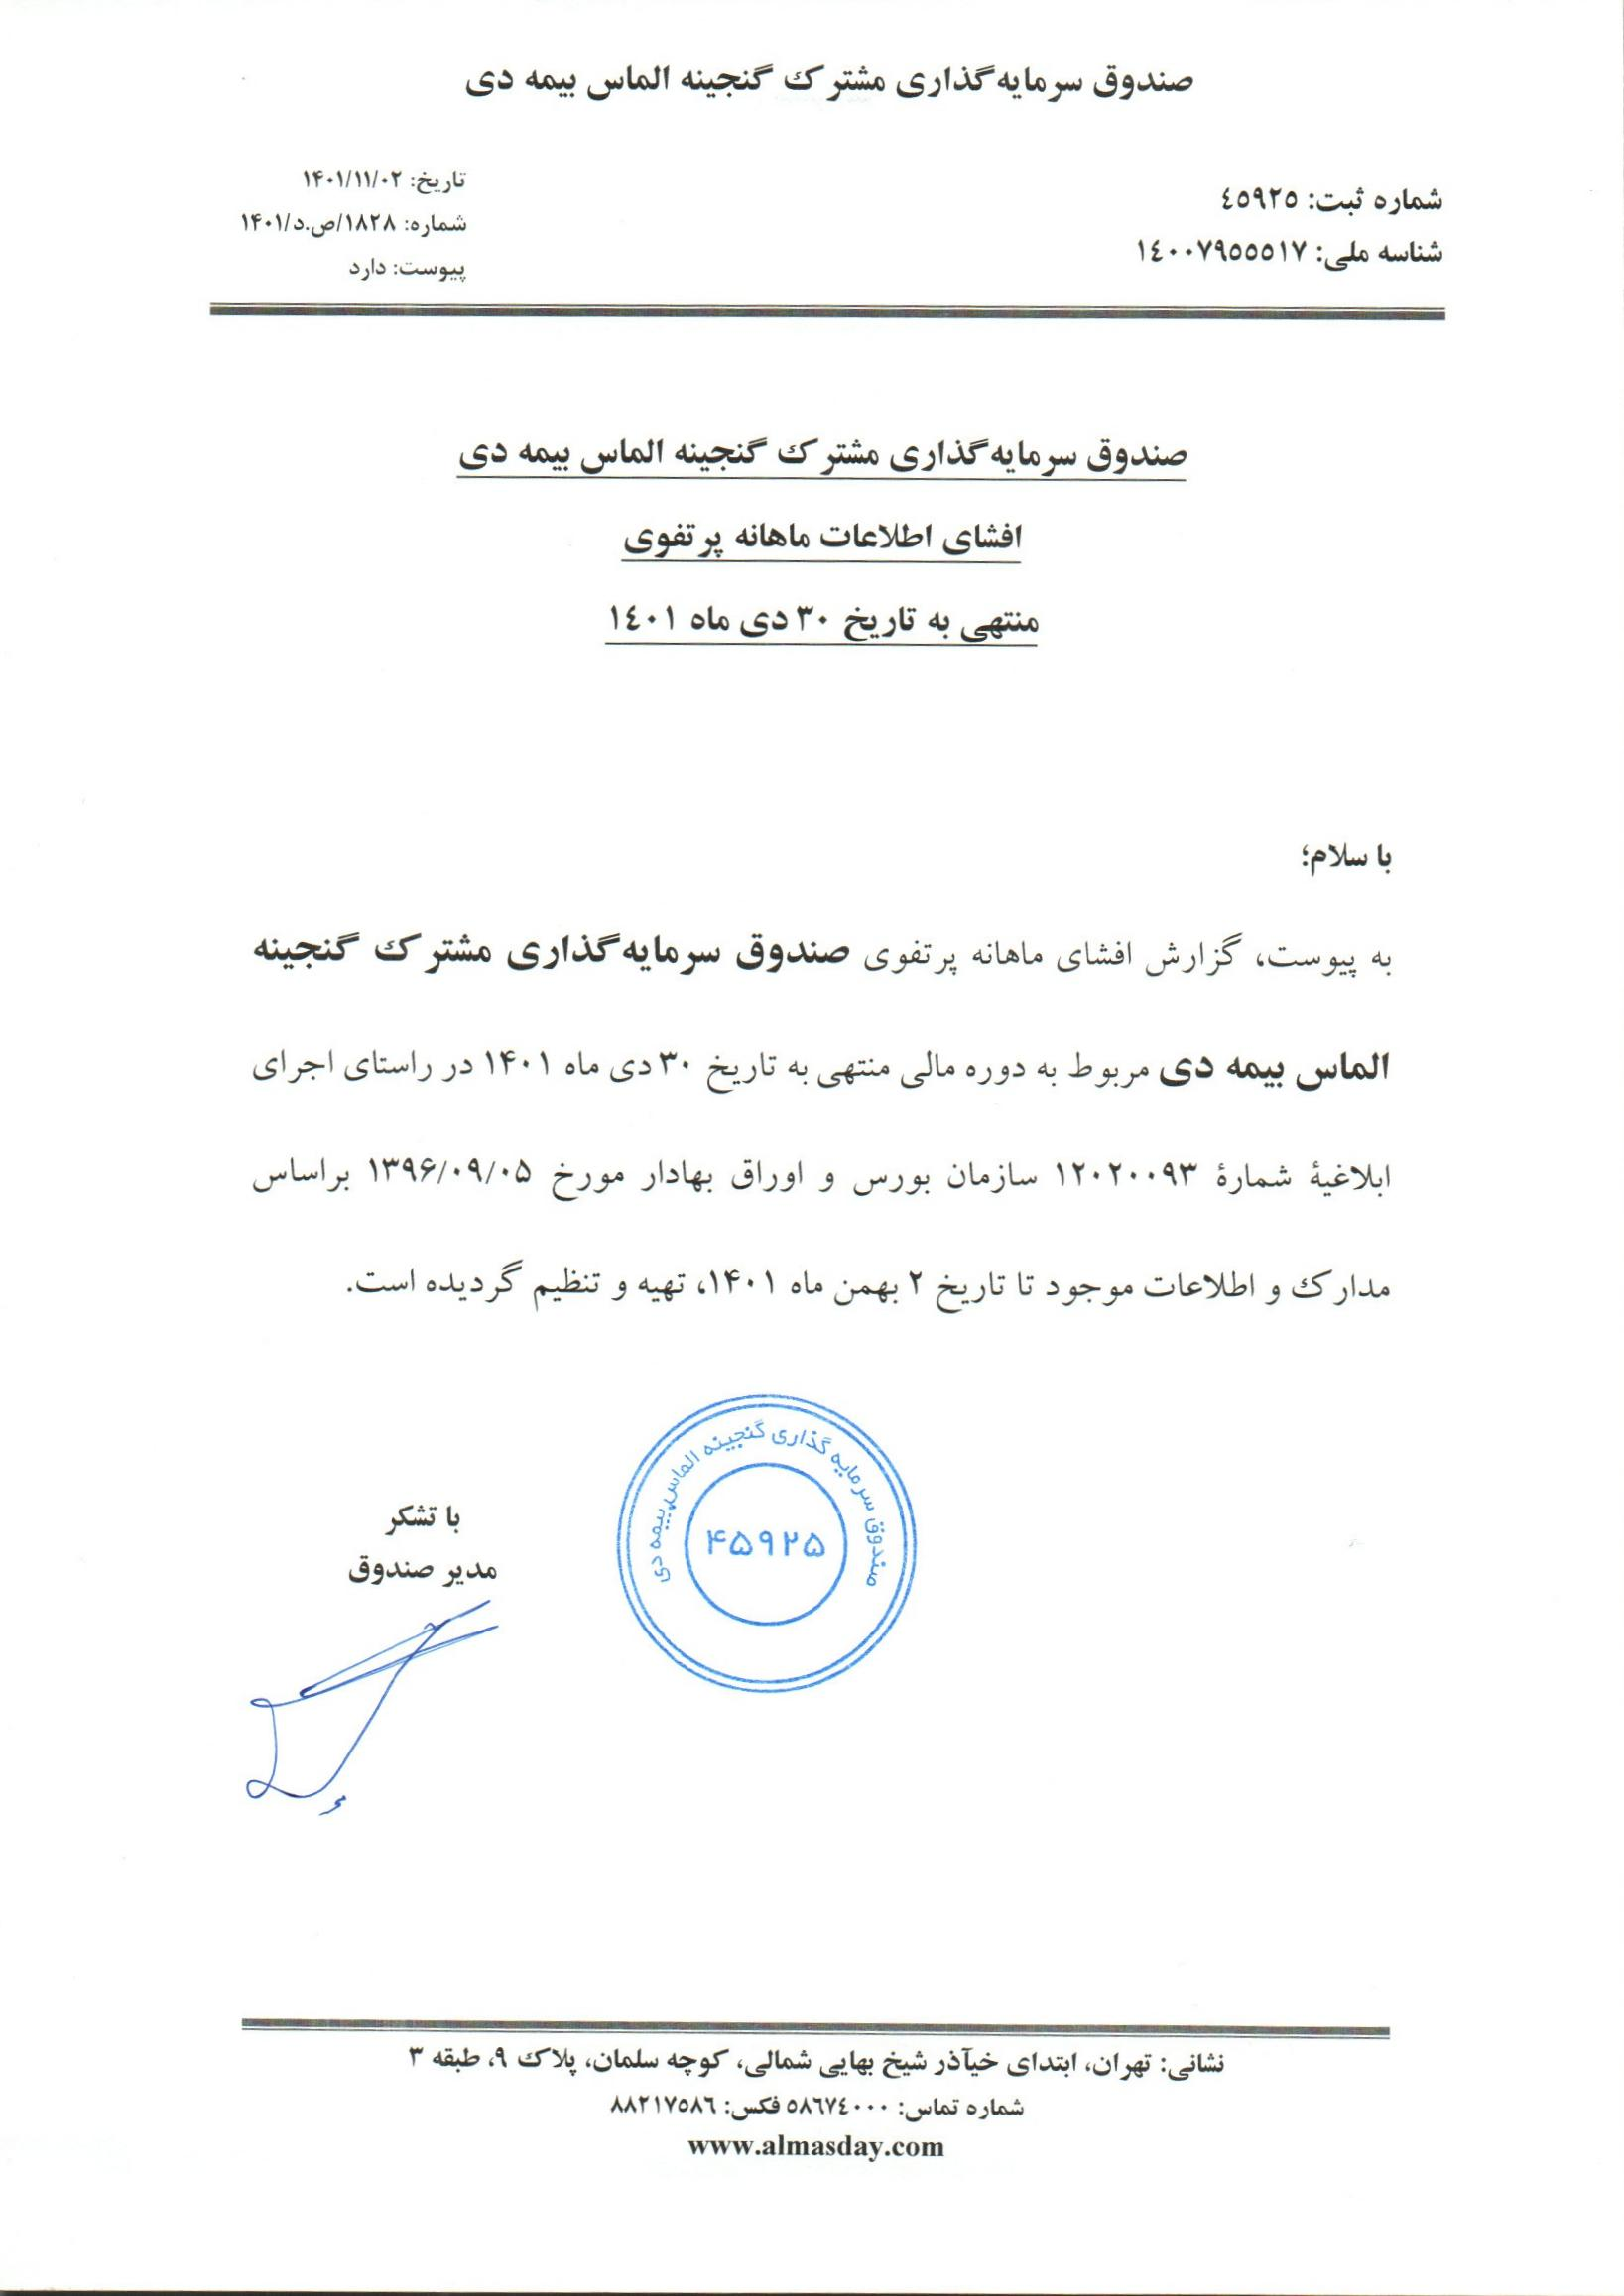 صندوق سرمایه‌گذاری مشترک گنجینه الماس بیمه دی
شماره ثبت: ٤٥٩٢٥
شناسه ملی: ١٤٠٠٧٩٥٥٥١٧
تاریخ: ۱۴۰۱/۱۱/۰۲
شماره: ۱۸۲۸/ص.د/۱۴۰۱
پیوست: دارد
صندوق سرمایه‌گذاری مشترک گنجینه الماس بیمه دی
افشای اطلاعات ماهانه پرتفوی
منتهی به تاریخ ۳۰ دی ماه ١٤٠١
با سلام؛
به پیوست، گزارش افشای ماهانه پرتفوی صندوق سرمایه‌گذاری مشترک گنجینه
الماس بیمه دی مربوط به دوره مالی منتهی به تاریخ ۳۰ دی ماه ۱۴۰۱ در راستای اجرای
ابلاغیۀ شمارۀ ۱۲۰۲۰۰۹۳ سازمان بورس و اوراق بهادار مورخ ۱۳۹۶/۰۹/۰۵ براساس
مدارک و اطلاعات موجود تا تاریخ ۲ بهمن ماه ۱۴۰۱، تهیه و تنظیم گردیده است.
صندوق سرمایه گذاری گنجینه الماس بیمه دی
۴۵۹۲۵
با تشکر
مدیر صندوق
نشانی: تهران، ابتدای خیآذر شیخ بهایی شمالی، کوچه سلمان، پلاک ۹، طبقه ۳
شماره تماس: ٥٨٦٧٤٠٠٠ فکس: ٨٨٢١٧٥٨٦
www.almasday.com